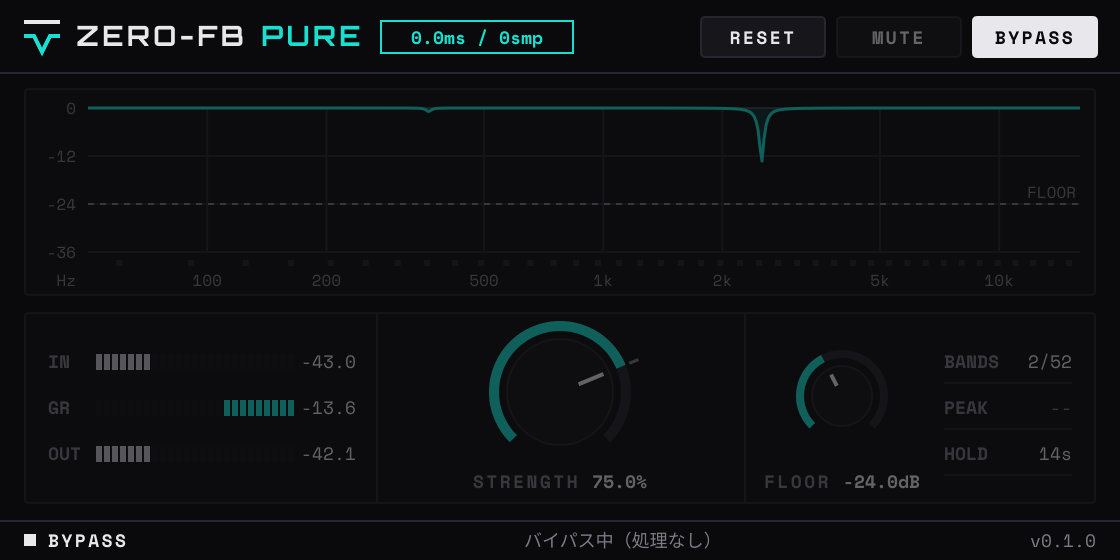 ZERO-FB PURE 0.0ms / 0smp RESET MUTE BYPASS
0
-12
-24 FLOOR
-36
Hz 100 200 500 1k 2k 5k 10k
IN -43.0
GR -13.6
OUT -42.1
STRENGTH 75.0%
FLOOR -24.0dB
BANDS 2/52
PEAK --
HOLD 14s
BYPASS バイパス中（処理なし） v0.1.0